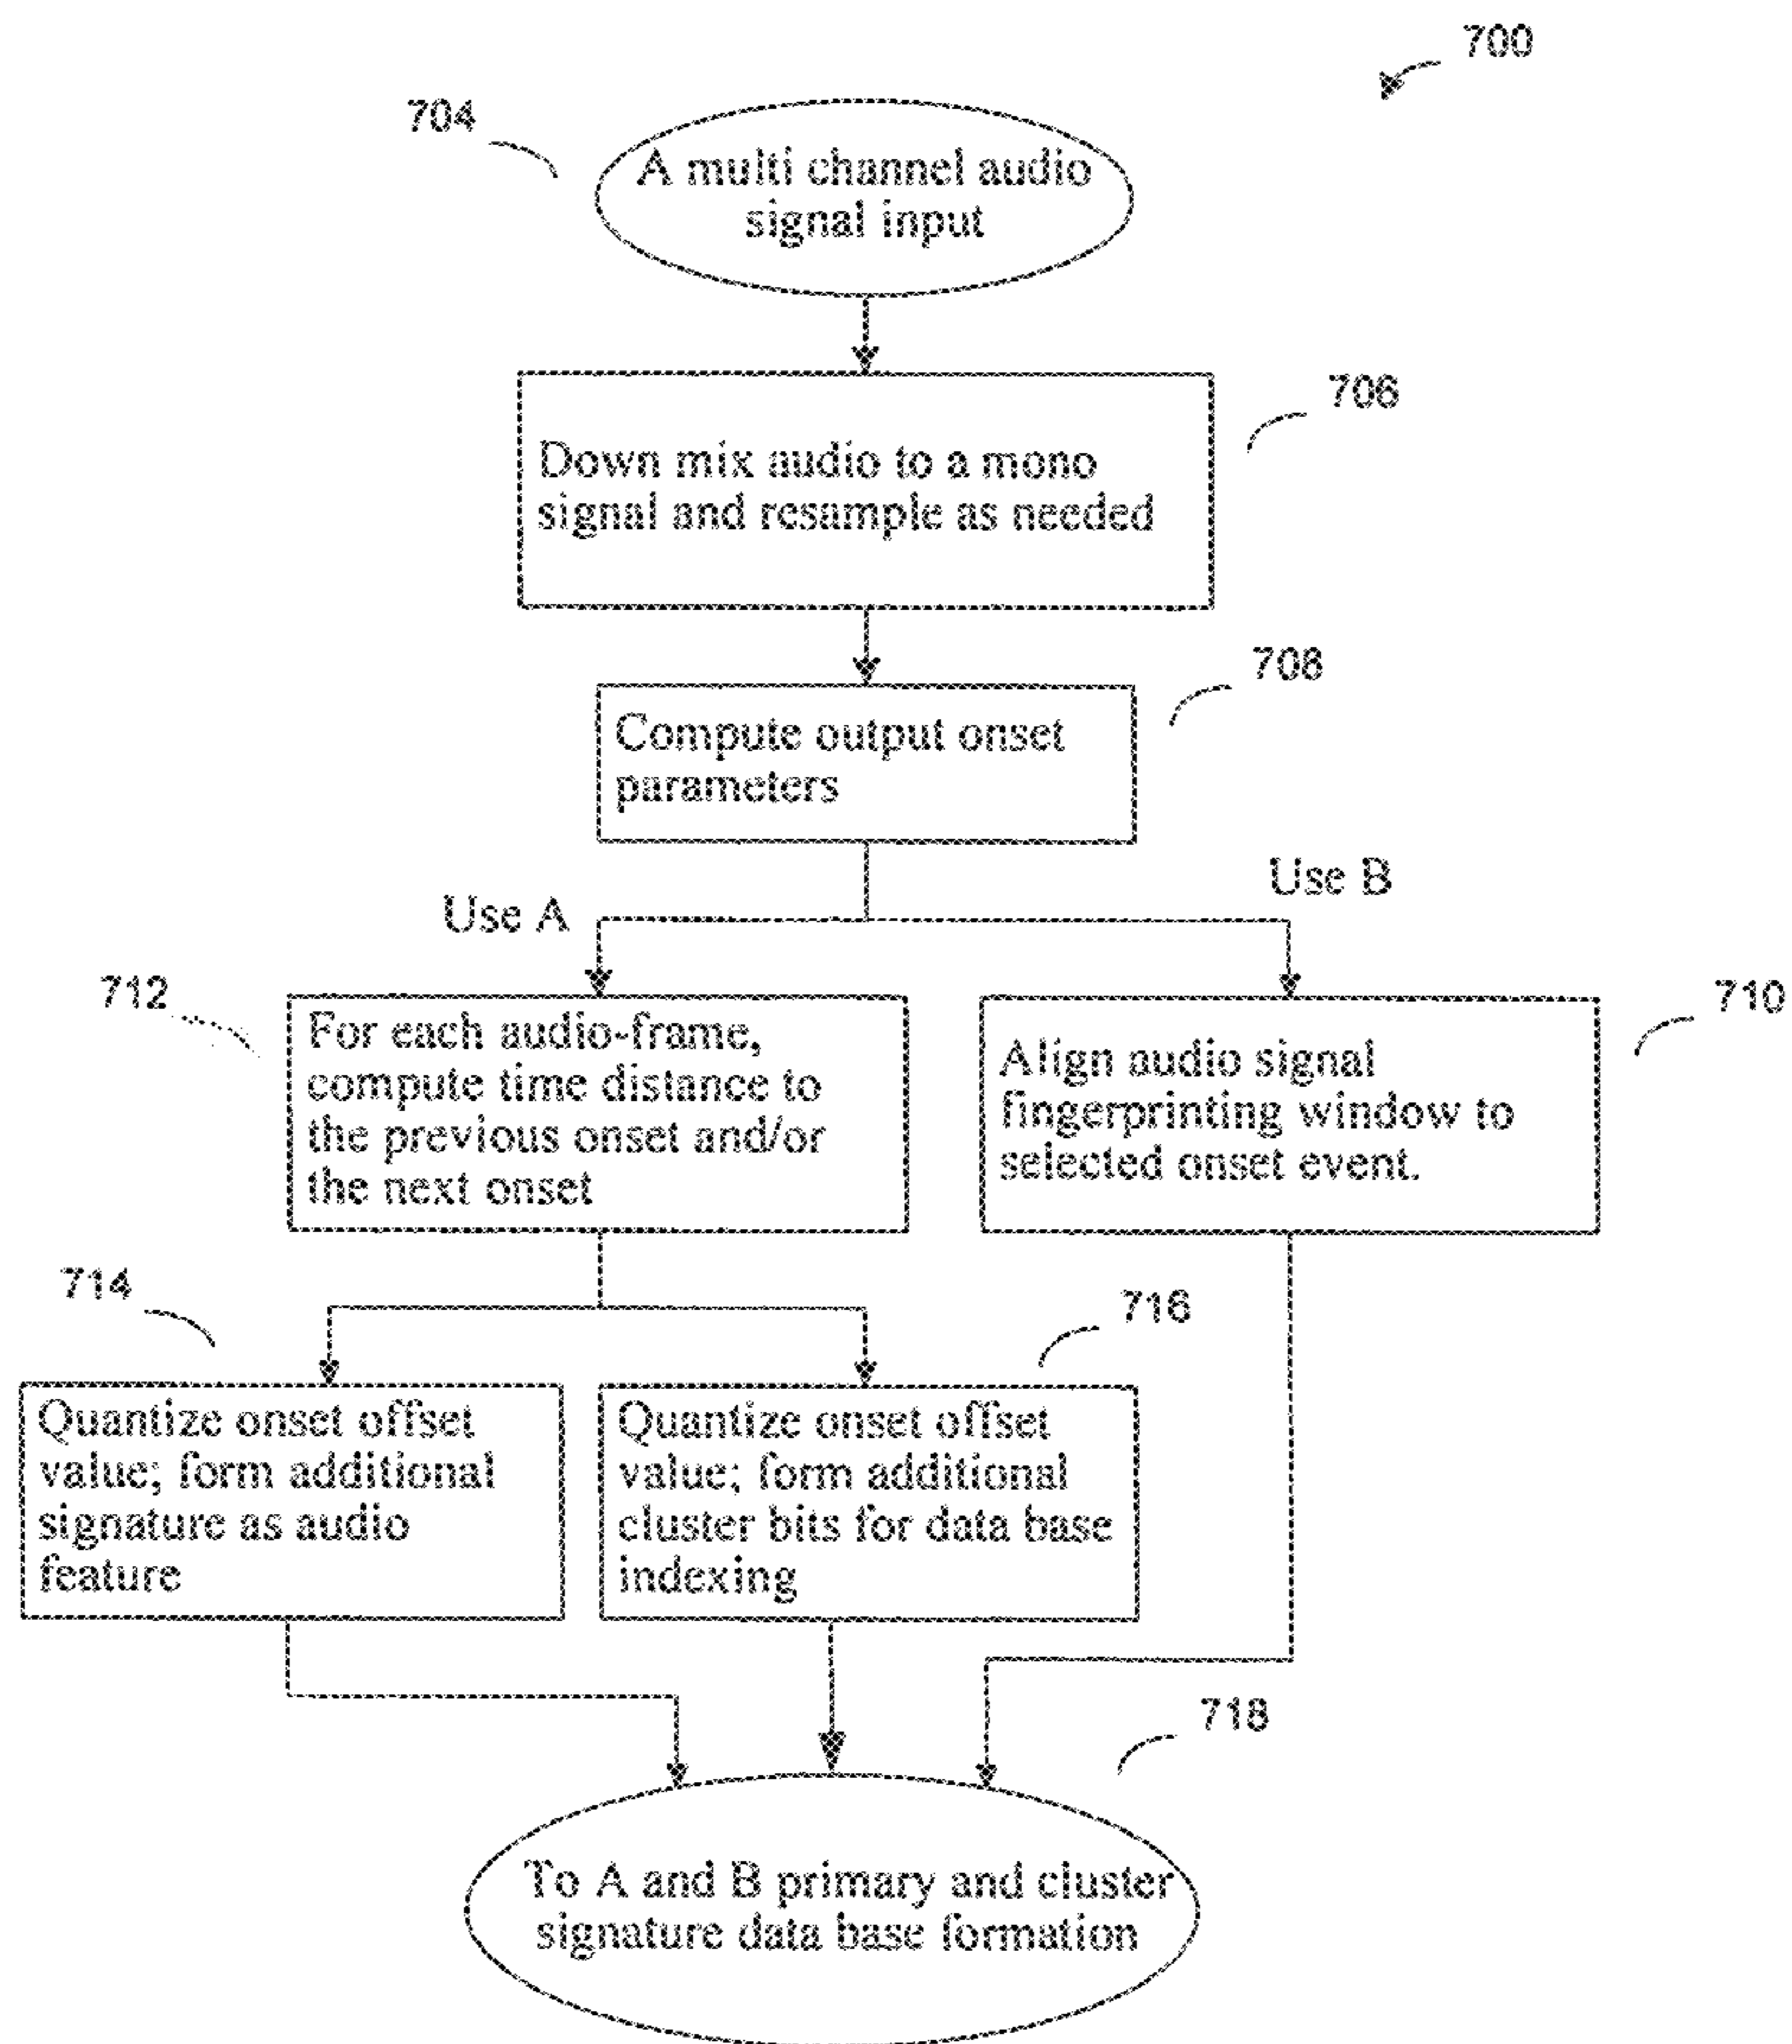 700
704
A multi channel audio
signal input
706
Down mix audio to a mono
signal and resample as needed
708
Compute output onset
parameters
Use A
Use B
712
For each audio-frame,
compute time distance to
the previous onset and/or
the next onset
710
Align audio signal
fingerprinting window to
selected onset event.
714
Quantize onset offset
value; form additional
signature as audio
feature
716
Quantize onset offset
value; form additional
cluster bits for data base
indexing
718
To A and B primary and cluster
signature data base formation